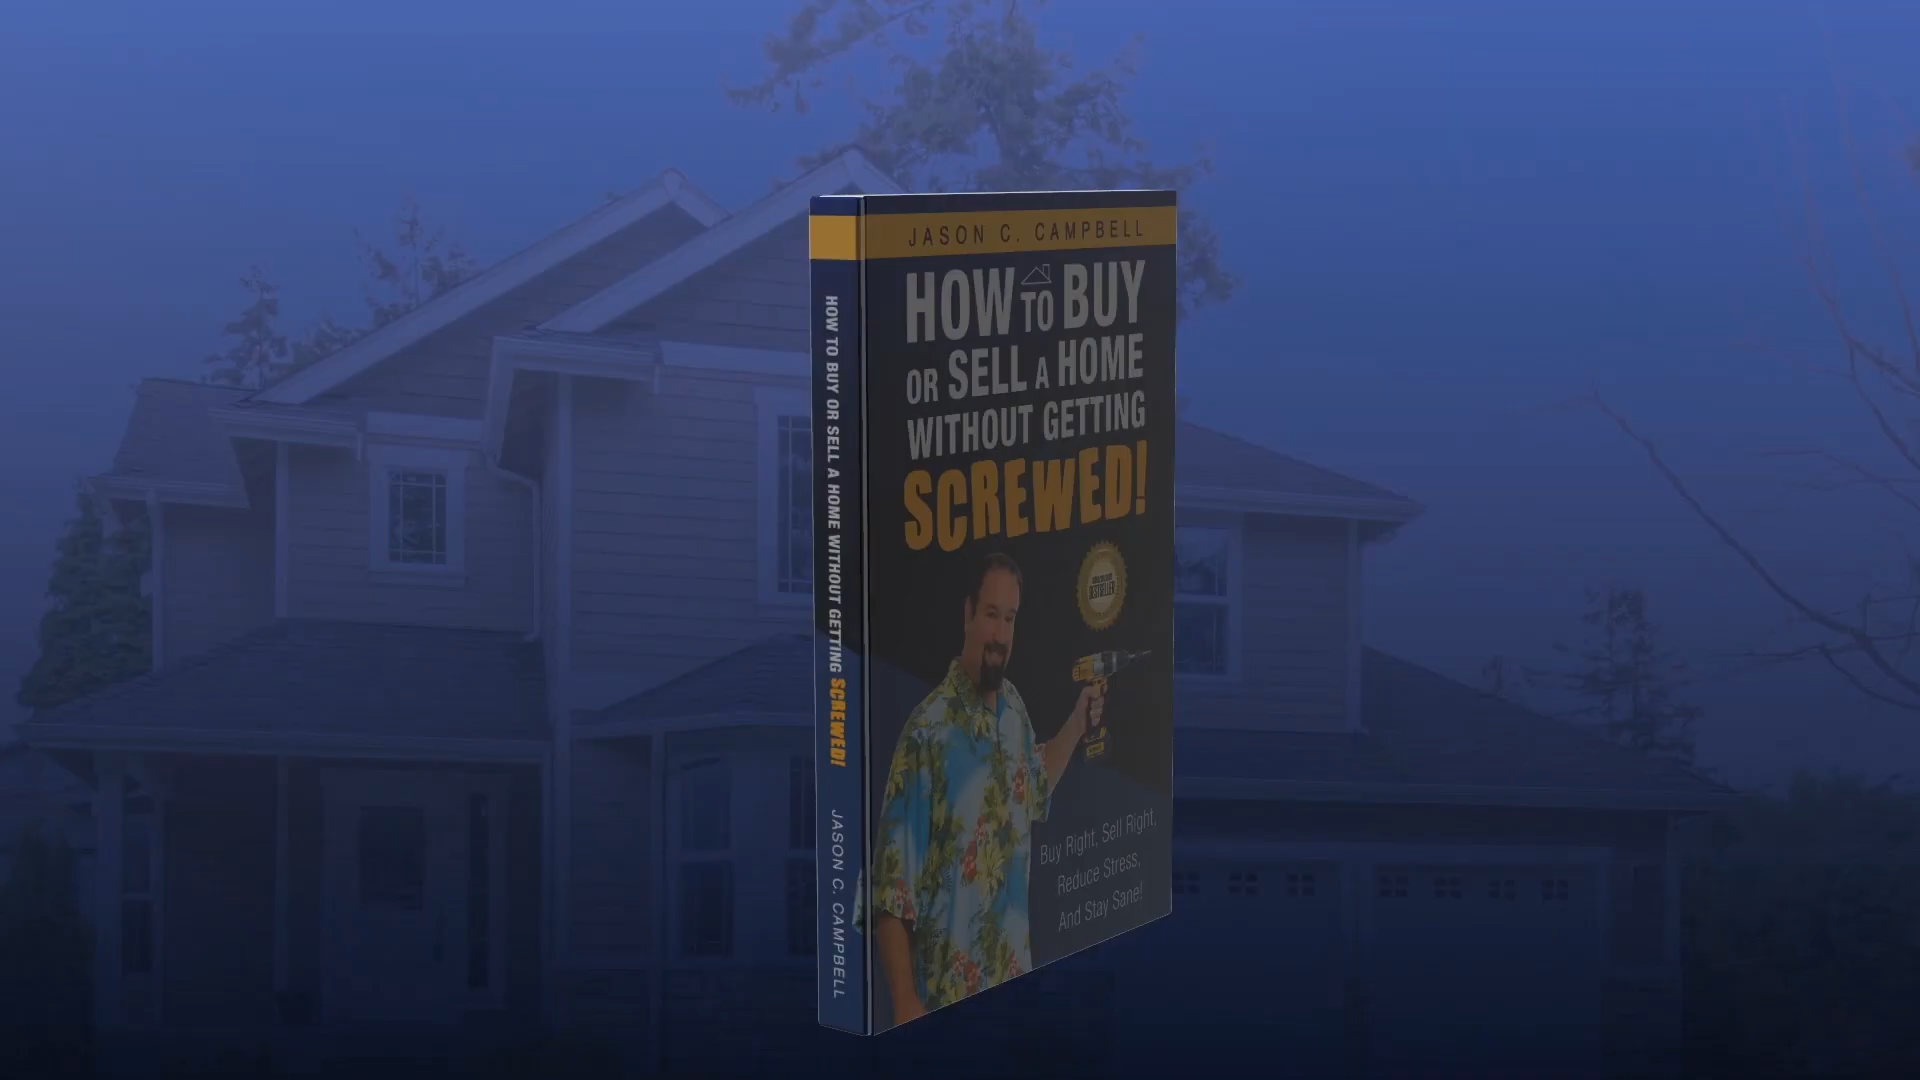 JASON C. CAMPBELL
HOW TO BUY
OR SELL A HOME
WITHOUT GETTING
SCREWED!
BESTSELLER
Buy Right, Sell Right,
Reduce Stress,
And Stay Sane!
HOW TO BUY OR SELL A HOME WITHOUT GETTING SCREWED!
JASON C. CAMPBELL